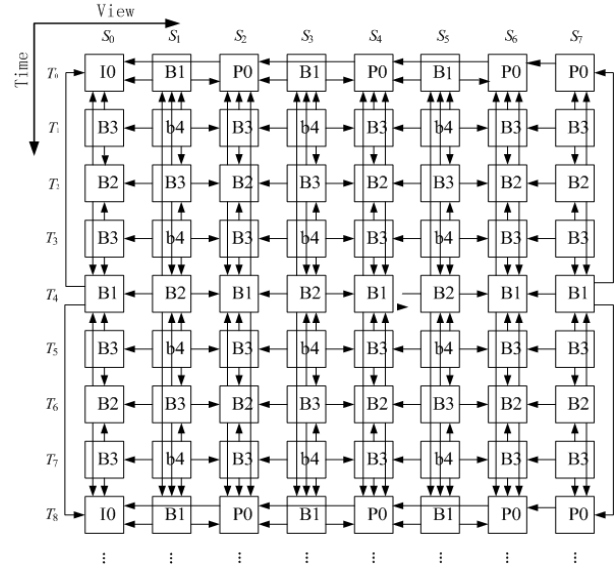 View
S0 S1 S2 S3 S4 S5 S6 S7
Time
T0 I0 B1 P0 B1 P0 B1 P0 P0
T1 B3 b4 B3 b4 B3 b4 B3 B3
T2 B2 B3 B2 B3 B2 B3 B2 B2
T3 B3 b4 B3 b4 B3 b4 B3 B3
T4 B1 B2 B1 B2 B1 B2 B1 B1
T5 B3 b4 B3 b4 B3 b4 B3 B3
T6 B2 B3 B2 B3 B2 B3 B2 B2
T7 B3 b4 B3 b4 B3 b4 B3 B3
T8 I0 B1 P0 B1 P0 B1 P0 P0
⋮ ⋮ ⋮ ⋮ ⋮ ⋮ ⋮ ⋮